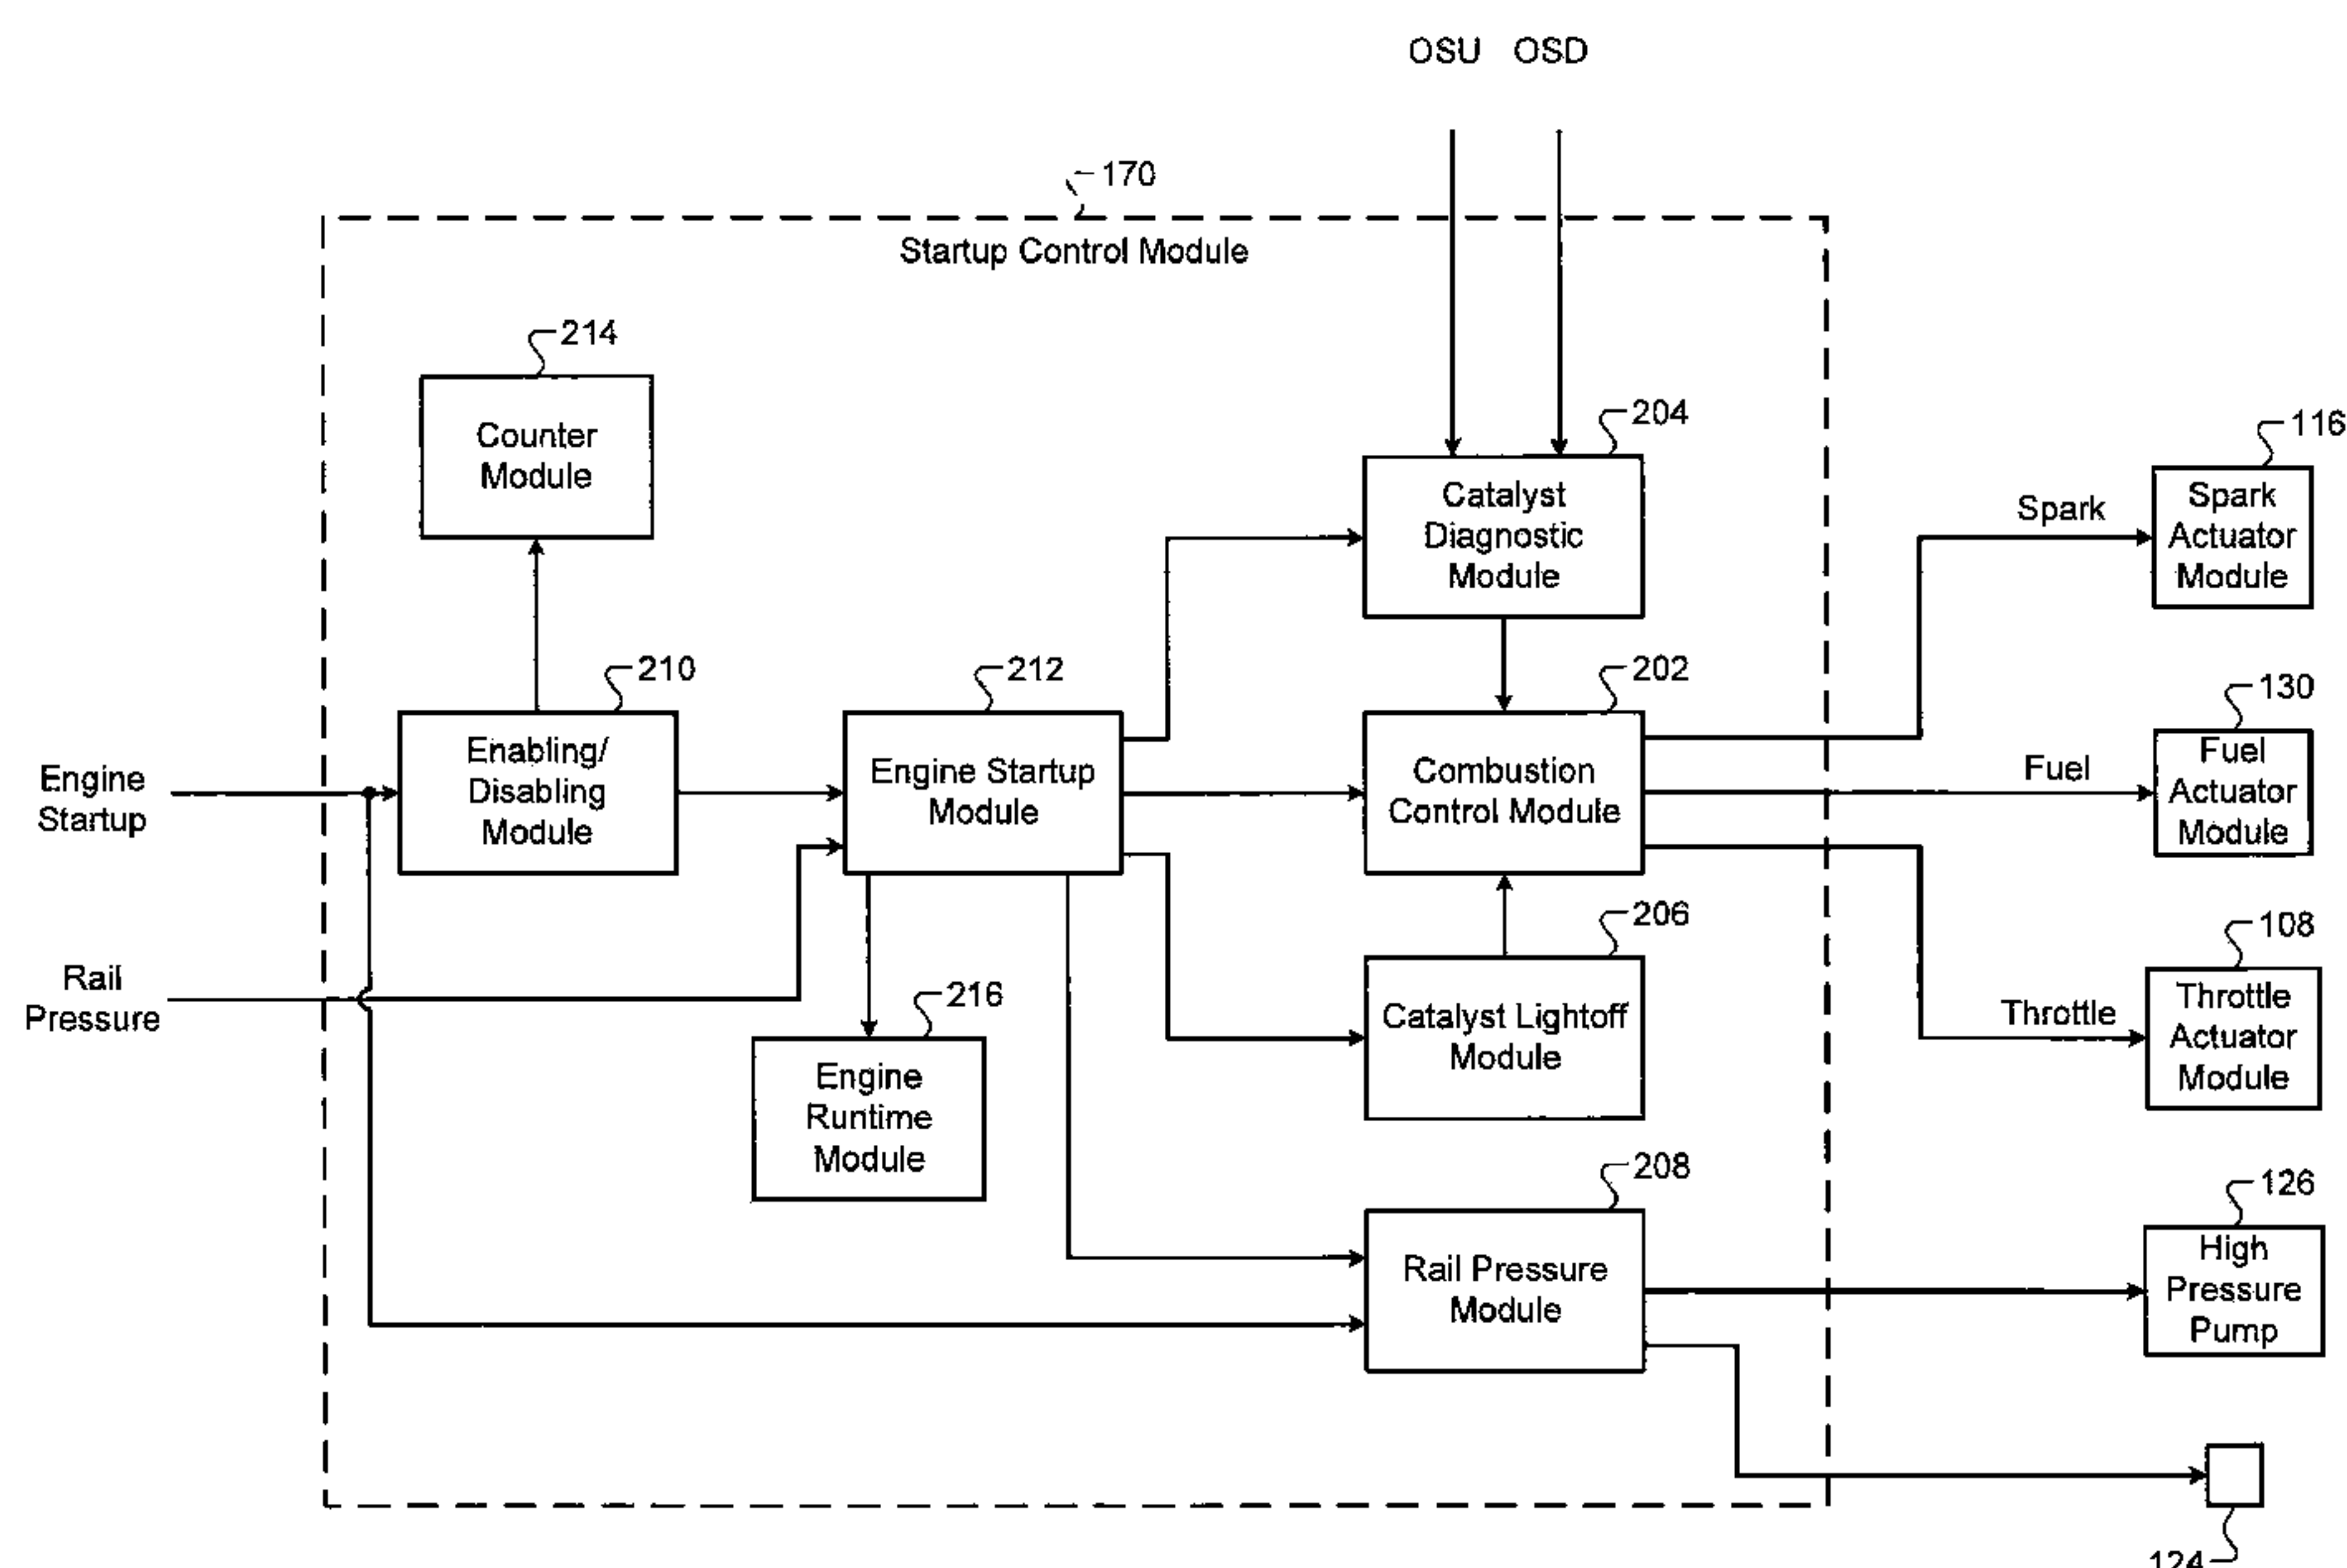 OSU OSD
170
Startup Control Module
214
Counter
Module
204
Catalyst
Diagnostic
Module
116
Spark
Spark
Actuator
Module
210
Enabling/
Disabling
Module
212
Engine Startup
Module
202
Combustion
Control Module
130
Fuel
Fuel
Actuator
Module
Engine
Startup
Rail
Pressure
216
Engine
Runtime
Module
206
Catalyst Lightoff
Module
108
Throttle
Throttle
Actuator
Module
208
Rail Pressure
Module
126
High
Pressure
Pump
124